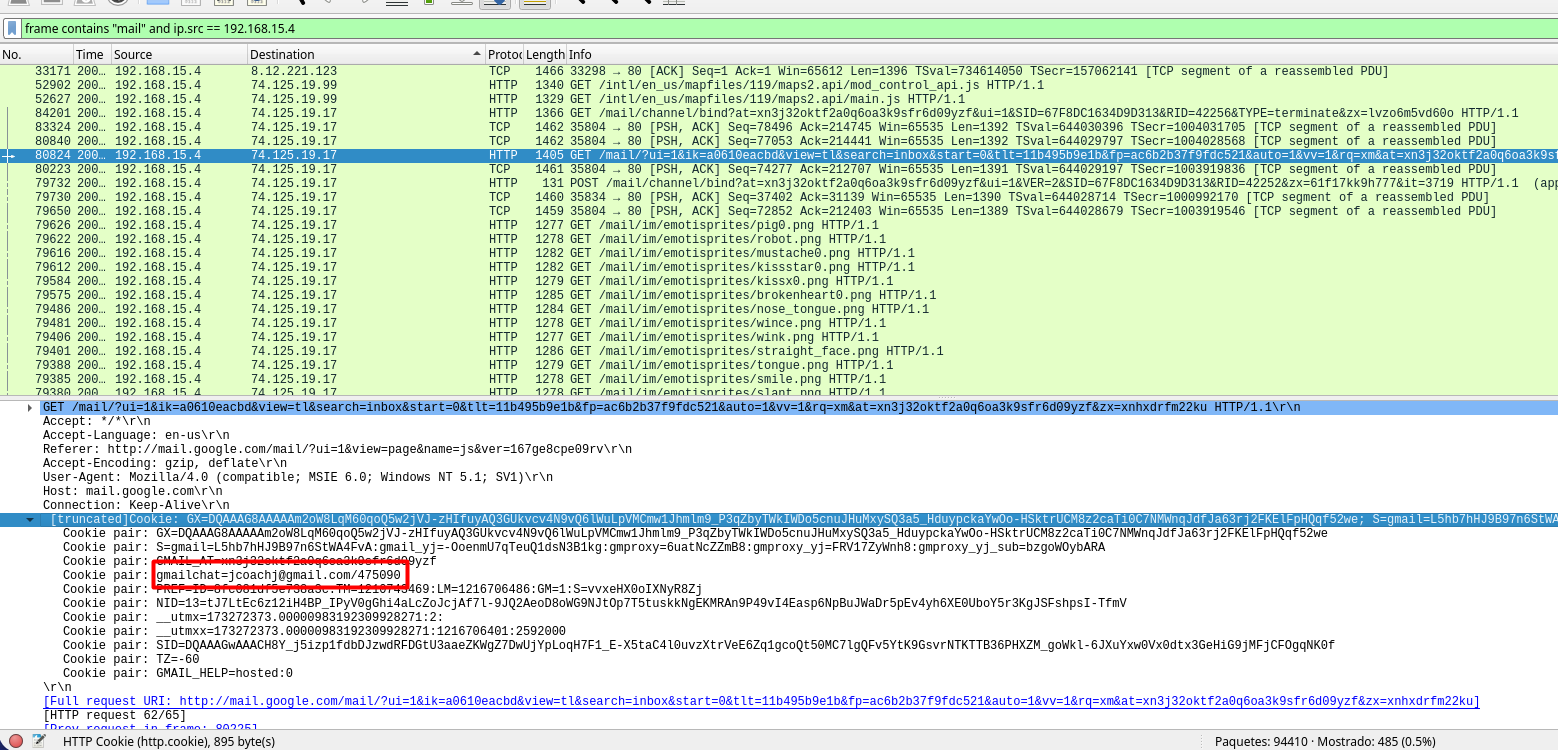 frame contains "mail" and ip.src == 192.168.15.4
No. Time Source Destination Protoc Length Info
33171 200… 192.168.15.4 8.12.221.123 TCP 1466 33298 → 80 [ACK] Seq=1 Ack=1 Win=65612 Len=1396 TSval=734614050 TSecr=157062141 [TCP segment of a reassembled PDU]
52902 200… 192.168.15.4 74.125.19.99 HTTP 1340 GET /intl/en_us/mapfiles/119/maps2.api/mod_control_api.js HTTP/1.1
52627 200… 192.168.15.4 74.125.19.99 HTTP 1329 GET /intl/en_us/mapfiles/119/maps2.api/main.js HTTP/1.1
84201 200… 192.168.15.4 74.125.19.17 HTTP 1366 GET /mail/channel/bind?at=xn3j32oktf2a0q6oa3k9sfr6d09yzf&ui=1&SID=67F8DC1634D9D313&RID=42256&TYPE=terminate&zx=lvzo6m5vd60o HTTP/1.1
83324 200… 192.168.15.4 74.125.19.17 TCP 1462 35804 → 80 [PSH, ACK] Seq=78496 Ack=214745 Win=65535 Len=1392 TSval=644030396 TSecr=1004031705 [TCP segment of a reassembled PDU]
80840 200… 192.168.15.4 74.125.19.17 TCP 1462 35804 → 80 [PSH, ACK] Seq=77053 Ack=214441 Win=65535 Len=1392 TSval=644029797 TSecr=1004028568 [TCP segment of a reassembled PDU]
80824 200… 192.168.15.4 74.125.19.17 HTTP 1405 GET /mail/?ui=1&ik=a0610eacbd&view=tl&search=inbox&start=0&tlt=11b495b9e1b&fp=ac6b2b37f9fdc521&auto=1&vv=1&rq=xm&at=xn3j32oktf2a0q6oa3k9sf
80223 200… 192.168.15.4 74.125.19.17 TCP 1461 35804 → 80 [PSH, ACK] Seq=74277 Ack=212707 Win=65535 Len=1391 TSval=644029197 TSecr=1003919836 [TCP segment of a reassembled PDU]
79732 200… 192.168.15.4 74.125.19.17 HTTP 131 POST /mail/channel/bind?at=xn3j32oktf2a0q6oa3k9sfr6d09yzf&ui=1&VER=2&SID=67F8DC1634D9D313&RID=42252&zx=61f17kk9h777&it=3719 HTTP/1.1 (app
79730 200… 192.168.15.4 74.125.19.17 TCP 1460 35834 → 80 [PSH, ACK] Seq=37402 Ack=31139 Win=65535 Len=1390 TSval=644028714 TSecr=1000992170 [TCP segment of a reassembled PDU]
79650 200… 192.168.15.4 74.125.19.17 TCP 1459 35804 → 80 [PSH, ACK] Seq=72852 Ack=212403 Win=65535 Len=1389 TSval=644028679 TSecr=1003919546 [TCP segment of a reassembled PDU]
79626 200… 192.168.15.4 74.125.19.17 HTTP 1277 GET /mail/im/emotisprites/pig0.png HTTP/1.1
79622 200… 192.168.15.4 74.125.19.17 HTTP 1278 GET /mail/im/emotisprites/robot.png HTTP/1.1
79616 200… 192.168.15.4 74.125.19.17 HTTP 1282 GET /mail/im/emotisprites/mustache0.png HTTP/1.1
79612 200… 192.168.15.4 74.125.19.17 HTTP 1282 GET /mail/im/emotisprites/kissstar0.png HTTP/1.1
79584 200… 192.168.15.4 74.125.19.17 HTTP 1279 GET /mail/im/emotisprites/kissx0.png HTTP/1.1
79575 200… 192.168.15.4 74.125.19.17 HTTP 1285 GET /mail/im/emotisprites/brokenheart0.png HTTP/1.1
79486 200… 192.168.15.4 74.125.19.17 HTTP 1284 GET /mail/im/emotisprites/nose_tongue.png HTTP/1.1
79481 200… 192.168.15.4 74.125.19.17 HTTP 1278 GET /mail/im/emotisprites/wince.png HTTP/1.1
79406 200… 192.168.15.4 74.125.19.17 HTTP 1277 GET /mail/im/emotisprites/wink.png HTTP/1.1
79401 200… 192.168.15.4 74.125.19.17 HTTP 1286 GET /mail/im/emotisprites/straight_face.png HTTP/1.1
79388 200… 192.168.15.4 74.125.19.17 HTTP 1279 GET /mail/im/emotisprites/tongue.png HTTP/1.1
79385 200… 192.168.15.4 74.125.19.17 HTTP 1278 GET /mail/im/emotisprites/smile.png HTTP/1.1
79380 200… 192.168.15.4 74.125.19.17 HTTP 1278 GET /mail/im/emotisprites/slant.png HTTP/1.1
GET /mail/?ui=1&ik=a0610eacbd&view=tl&search=inbox&start=0&tlt=11b495b9e1b&fp=ac6b2b37f9fdc521&auto=1&vv=1&rq=xm&at=xn3j32oktf2a0q6oa3k9sfr6d09yzf&zx=xnhxdrfm22ku HTTP/1.1\r\n
Accept: */*\r\n
Accept-Language: en-us\r\n
Referer: http://mail.google.com/mail/?ui=1&view=page&name=js&ver=167ge8cpe09rv\r\n
Accept-Encoding: gzip, deflate\r\n
User-Agent: Mozilla/4.0 (compatible; MSIE 6.0; Windows NT 5.1; SV1)\r\n
Host: mail.google.com\r\n
Connection: Keep-Alive\r\n
[truncated]Cookie: GX=DQAAAG8AAAAAm2oW8LqM60qoQ5w2jVJ-zHIfuyAQ3GUkvcv4N9vQ6lWuLpVMCmw1Jhmlm9_P3qZbyTWkIWDo5cnuJHuMxySQ3a5_HduypckaYwOo-HSktrUCM8z2caTi0C7NMWnqJdfJa63rj2FKElFpHQqf52we; S=gmail=L5hb7hHJ9B97n6StWA
Cookie pair: GX=DQAAAG8AAAAAm2oW8LqM60qoQ5w2jVJ-zHIfuyAQ3GUkvcv4N9vQ6lWuLpVMCmw1Jhmlm9_P3qZbyTWkIWDo5cnuJHuMxySQ3a5_HduypckaYwOo-HSktrUCM8z2caTi0C7NMWnqJdfJa63rj2FKElFpHQqf52we
Cookie pair: S=gmail=L5hb7hHJ9B97n6StWA4FvA:gmail_yj=-OoenmU7qTeuQ1dsN3B1kg:gmproxy=6uatNcZZmB8:gmproxy_yj=FRV17ZyWnh8:gmproxy_yj_sub=bzgoWOybARA
Cookie pair: GMAIL_AT=xn3j32oktf2a0q6oa3k9sfr6d09yzf
Cookie pair: gmailchat=jcoachj@gmail.com/475090
Cookie pair:
NID=13=tJ7LtEc6z12iH4BP_IPyV0gGhi4aLcZoJcjAf7l-9JQ2AeoD8oWG9NJtOp7T5tuskkNgEKMRAn9P49vI4Easp6NpBuJWaDr5pEv4yh6XE0UboY5r3KgJSFshpsI-TfmV
Cookie pair: __utmx=173272373.00000983192309928271:2:
Cookie pair: __utmxx=173272373.00000983192309928271:1216706401:2592000
Cookie pair: SID=DQAAAGwAAACH8Y_j5izp1fdbDJzwdRFDGtU3aaeZKWgZ7DwUjYpLoqH7F1_E-X5taC4l0uvzXtrVeE6Zq1gcoQt50MC7lgQFv5YtK9GsvrNTKTTB36PHXZM_goWkl-6JXuYxw0Vx0dtx3GeHiG9jMFjCFOgqNK0f
Cookie pair: TZ=-60
Cookie pair: GMAIL_HELP=hosted:0
\r\n
[Full request URI: http://mail.google.com/mail/?ui=1&ik=a0610eacbd&view=tl&search=inbox&start=0&tlt=11b495b9e1b&fp=ac6b2b37f9fdc521&auto=1&vv=1&rq=xm&at=xn3j32oktf2a0q6oa3k9sfr6d09yzf&zx=xnhxdrfm22ku]
[HTTP request 62/65]
[Prev request in frame: 80225]
HTTP Cookie (http.cookie), 895 byte(s) Paquetes: 94410 · Mostrado: 485 (0.5%)